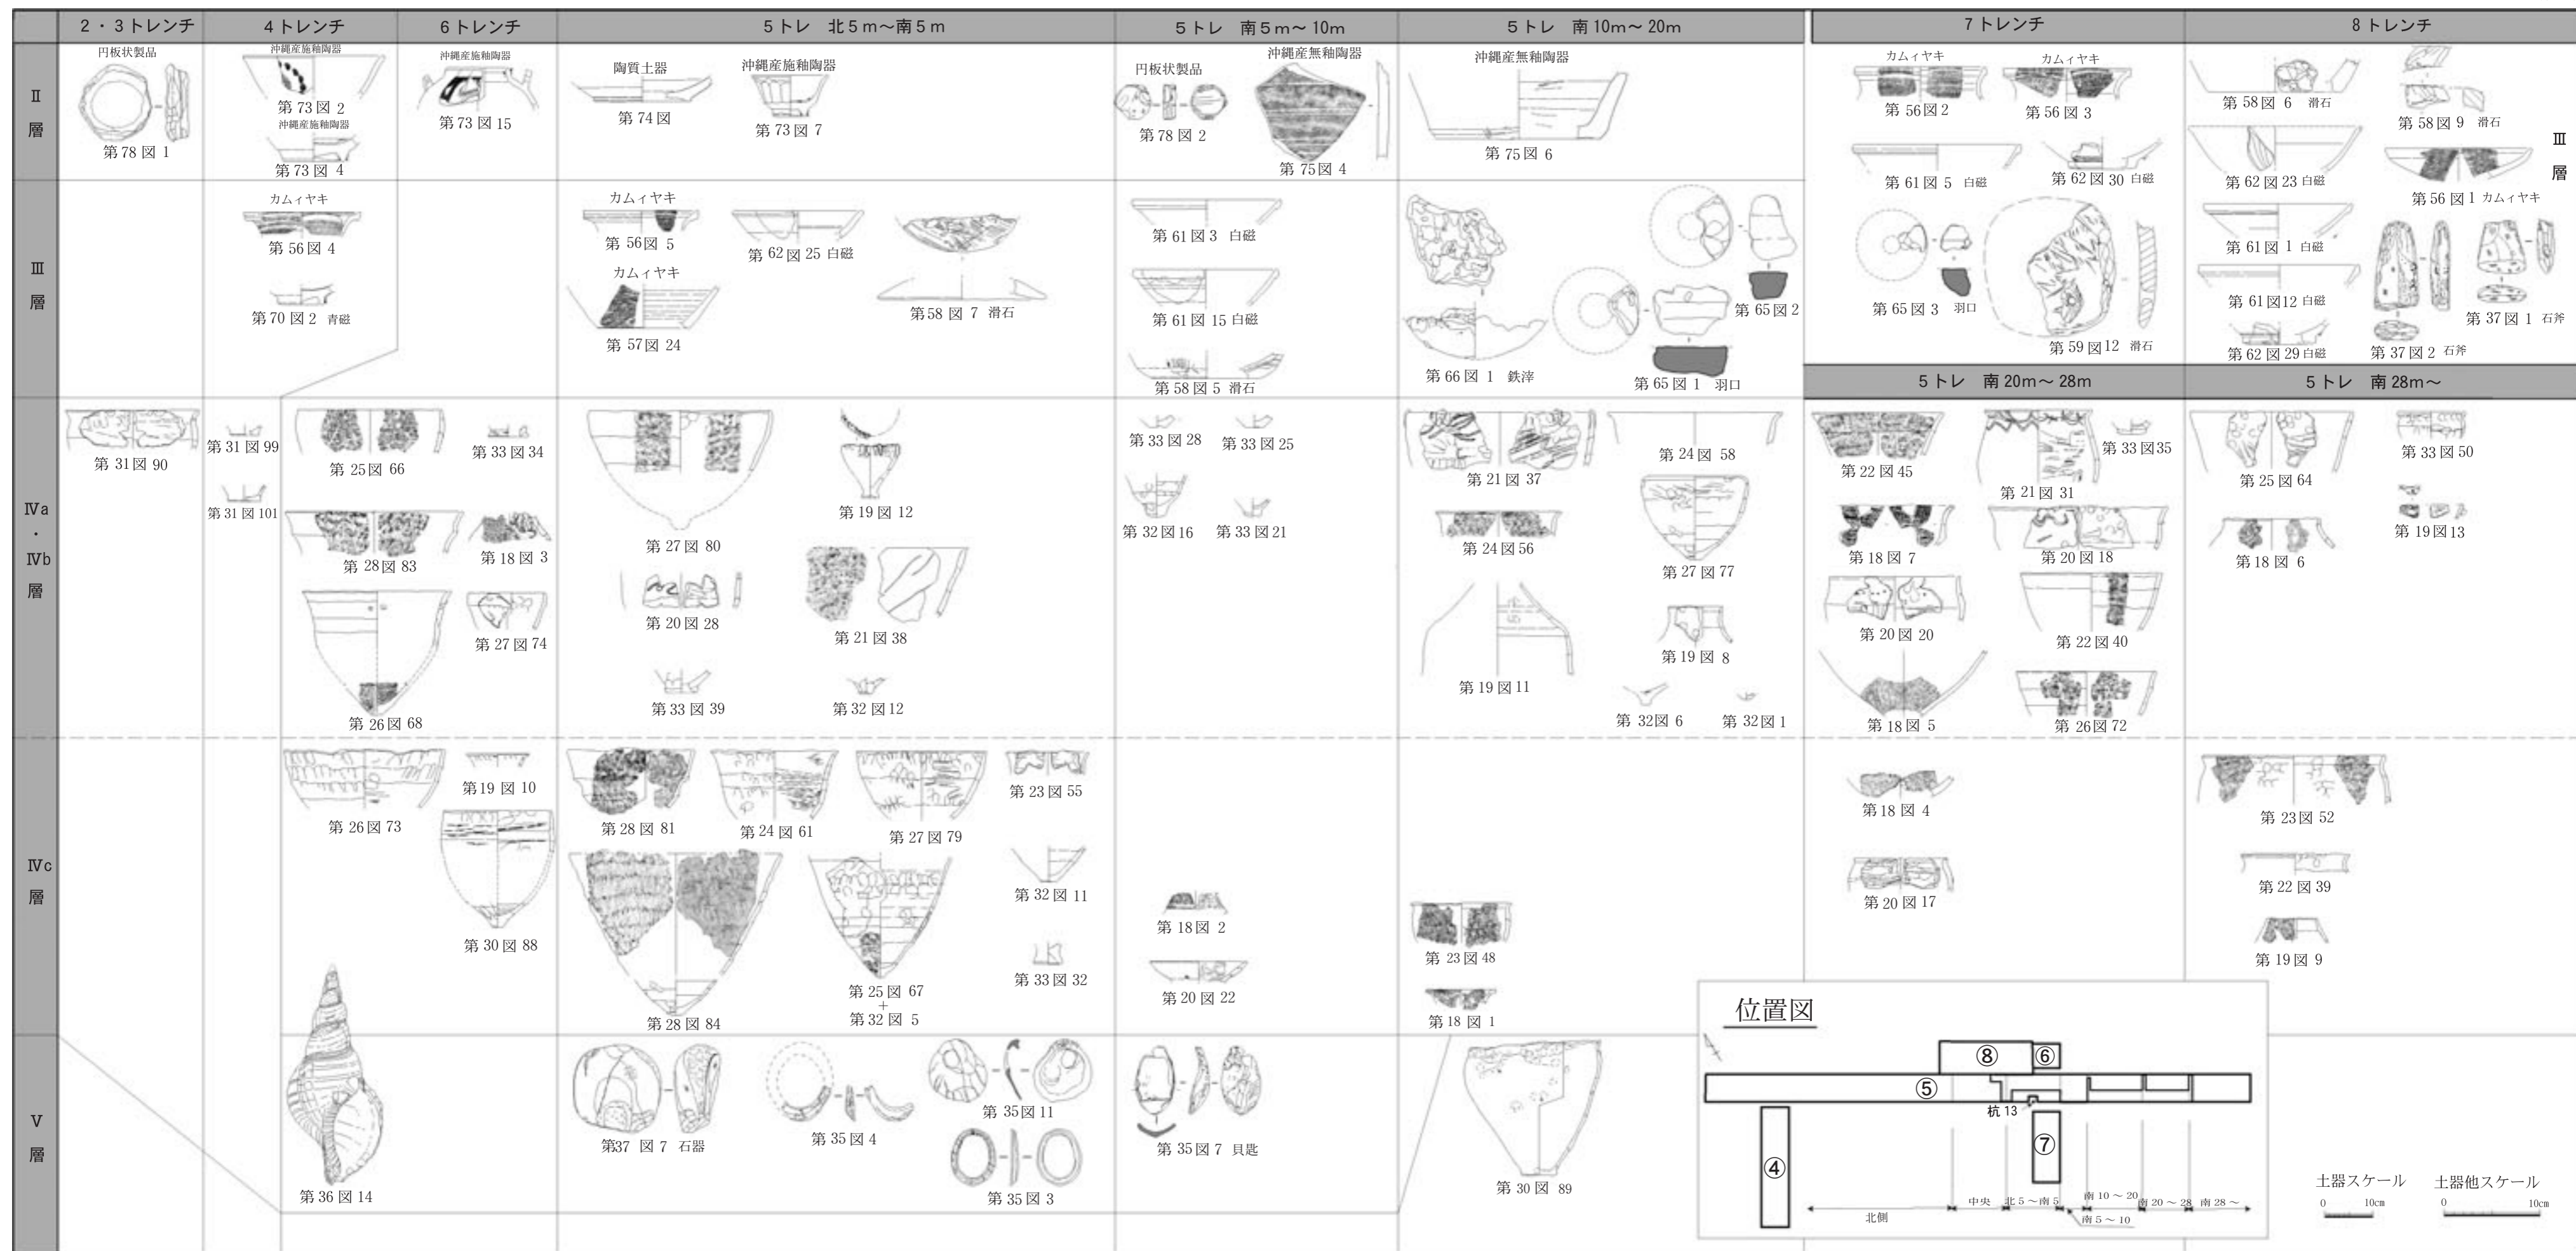 2・3トレンチ
4トレンチ
6トレンチ
5トレ 北5m~南5m
5トレ 南5m~10m
5トレ 南10m~20m
7トレンチ
8トレンチ
Ⅱ
層
円板状製品
第78図 1
沖縄産施釉陶器
第73図 2
沖縄産施釉陶器
第73図 4
沖縄産施釉陶器
第73図 15
陶質土器
第74図
沖縄産施釉陶器
第73図 7
円板状製品
第78図 2
沖縄産無釉陶器
第75図 4
沖縄産無釉陶器
第75図 6
カムィヤキ
第56図 2
カムィヤキ
第56図 3
第61図 5 白磁
第62図 30 白磁
第65図 3 羽口
第59図 12 滑石
第58図 6 滑石
第58図 9 滑石
Ⅲ
層
第62図 23 白磁
第56図 1 カムィヤキ
第61図 1 白磁
第61図 12 白磁
第37図 1 石斧
第62図 29 白磁
第37図 2 石斧
Ⅲ
層
カムィヤキ
第56図 4
第70図 2 青磁
カムィヤキ
第56図 5
第62図 25 白磁
カムィヤキ
第57図 24
第58図 7 滑石
第61図 3 白磁
第61図 15 白磁
第58図 5 滑石
第66図 1 鉄滓
第65図 2
第65図 1 羽口
5トレ 南20m~28m
5トレ 南28m~
Ⅳa
・
Ⅳb
層
第31図 90
第31図 99
第31図 101
第25図 66
第33図 34
第28図 83
第18図 3
第27図 74
第26図 68
第27図 80
第19図 12
第20図 28
第21図 38
第33図 39
第32図 12
第33図 28
第33図 25
第32図 16
第33図 21
第21図 37
第24図 58
第24図 56
第27図 77
第19図 11
第19図 8
第32図 6
第32図 1
第22図 45
第21図 31
第33図 35
第18図 7
第20図 18
第20図 20
第22図 40
第18図 5
第26図 72
第25図 64
第33図 50
第18図 6
第19図 13
Ⅳc
層
第26図 73
第19図 10
第30図 88
第28図 81
第24図 61
第27図 79
第23図 55
第28図 84
第25図 67
+
第32図 5
第32図 11
第33図 32
第18図 2
第20図 22
第23図 48
第18図 1
第18図 4
第20図 17
第23図 52
第22図 39
第19図 9
Ⅴ
層
第36図 14
第37図 7 石器
第35図 4
第35図 11
第35図 3
第35図 7 貝匙
第30図 89
位置図
⑧
⑥
⑤
杭13
④
⑦
北側
中央
北5~南5
南5~10
南10~20
南20~28
南28~
土器スケール
0 10cm
土器他スケール
0 10cm